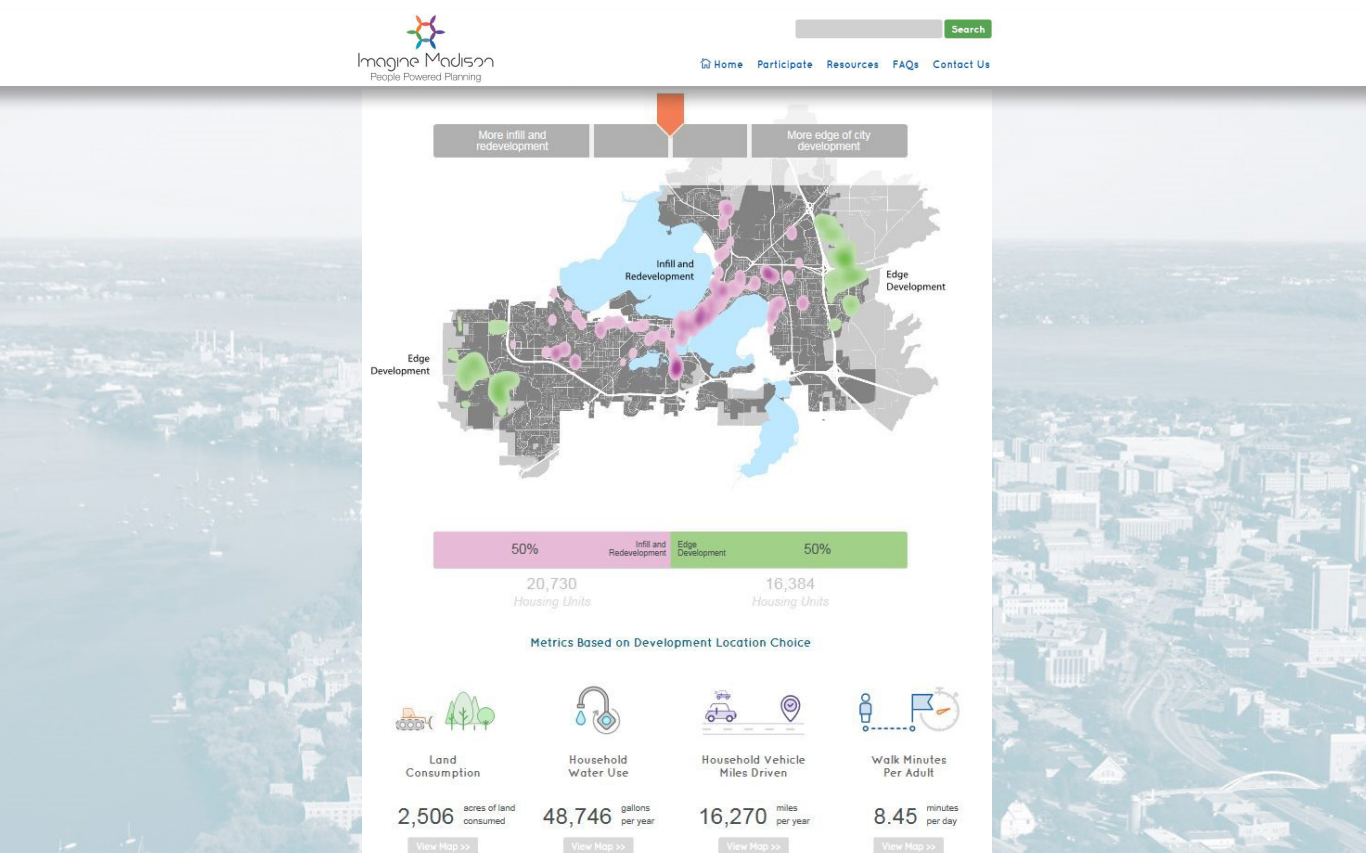 Imagine Madison
People Powered Planning
Search
Home Participate Resources FAQs Contact Us
More infill and
redevelopment
More edge of city
development
Infill and
Redevelopment
Edge
Development
Edge
Development
50%
Infill and
Redevelopment
Edge
Development
50%
20,730
Housing Units
16,384
Housing Units
Metrics Based on Development Location Choice
Land
Consumption
Household
Water Use
Household Vehicle
Miles Driven
Walk Minutes
Per Adult
2,506 acres of land
consumed
48,746 gallons
per year
16,270 miles
per year
8.45 minutes
per day
View Map >>
View Map >>
View Map >>
View Map >>